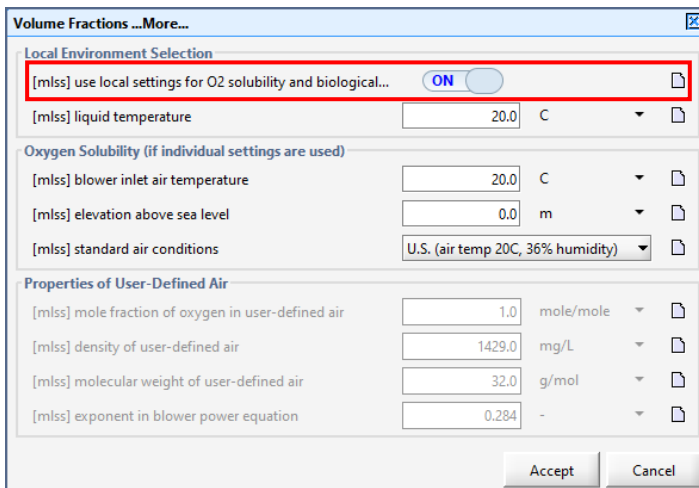 Volume Fractions ...More...
Local Environment Selection
[mlss] use local settings for O2 solubility and biological... ON
[mlss] liquid temperature 20.0 C
Oxygen Solubility (if individual settings are used)
[mlss] blower inlet air temperature 20.0 C
[mlss] elevation above sea level 0.0 m
[mlss] standard air conditions U.S. (air temp 20C, 36% humidity)
Properties of User-Defined Air
[mlss] mole fraction of oxygen in user-defined air 1.0 mole/mole
[mlss] density of user-defined air 1429.0 mg/L
[mlss] molecular weight of user-defined air 32.0 g/mol
[mlss] exponent in blower power equation 0.284 -
Accept Cancel